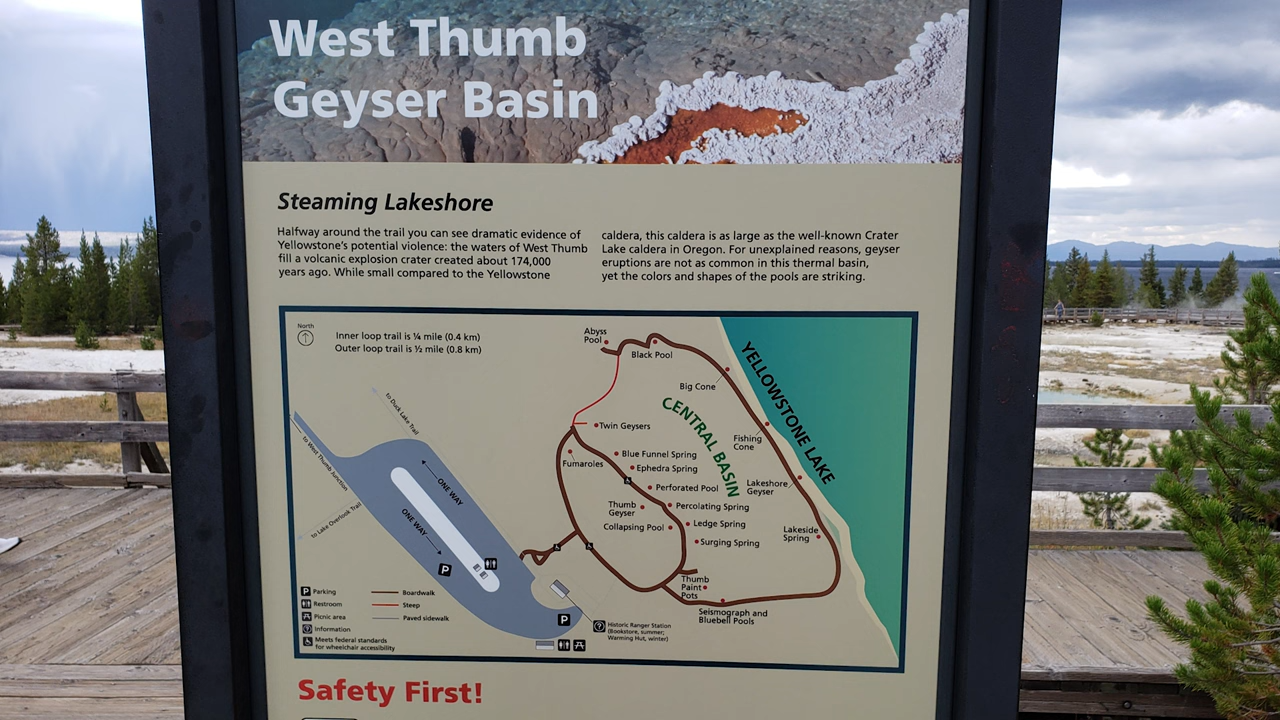 West Thumb
Geyser Basin
Steaming Lakeshore
Halfway around the trail you can see dramatic evidence of
Yellowstone's potential violence: the waters of West Thumb
fill a volcanic explosion crater created about 174,000
years ago. While small compared to the Yellowstone
caldera, this caldera is as large as the well-known Crater
Lake caldera in Oregon. For unexplained reasons, geyser
eruptions are not as common in this thermal basin,
yet the colors and shapes of the pools are striking.
North
Inner loop trail is ¼ mile (0.4 km)
Outer loop trail is ½ mile (0.8 km)
Abyss
Pool
Black Pool
Big Cone
YELLOWSTONE LAKE
CENTRAL BASIN
Twin Geysers
Fishing
Cone
Fumaroles
Blue Funnel Spring
Ephedra Spring
Perforated Pool
Lakeshore
Geyser
Percolating Spring
Thumb
Geyser
Collapsing Pool
Ledge Spring
Surging Spring
Lakeside
Spring
Thumb
Paint
Pots
Seismograph and
Bluebell Pools
to Duck Lake Trail
to West Thumb Junction
to Lake Overlook Trail
ONE WAY
ONE WAY
P
P
Historic Ranger Station
(Bookstore, summer;
Warming Hut, winter)
P Parking
Restroom
Picnic area
Information
Meets federal standards
for wheelchair accessibility
Boardwalk
Steep
Paved sidewalk
Safety First!